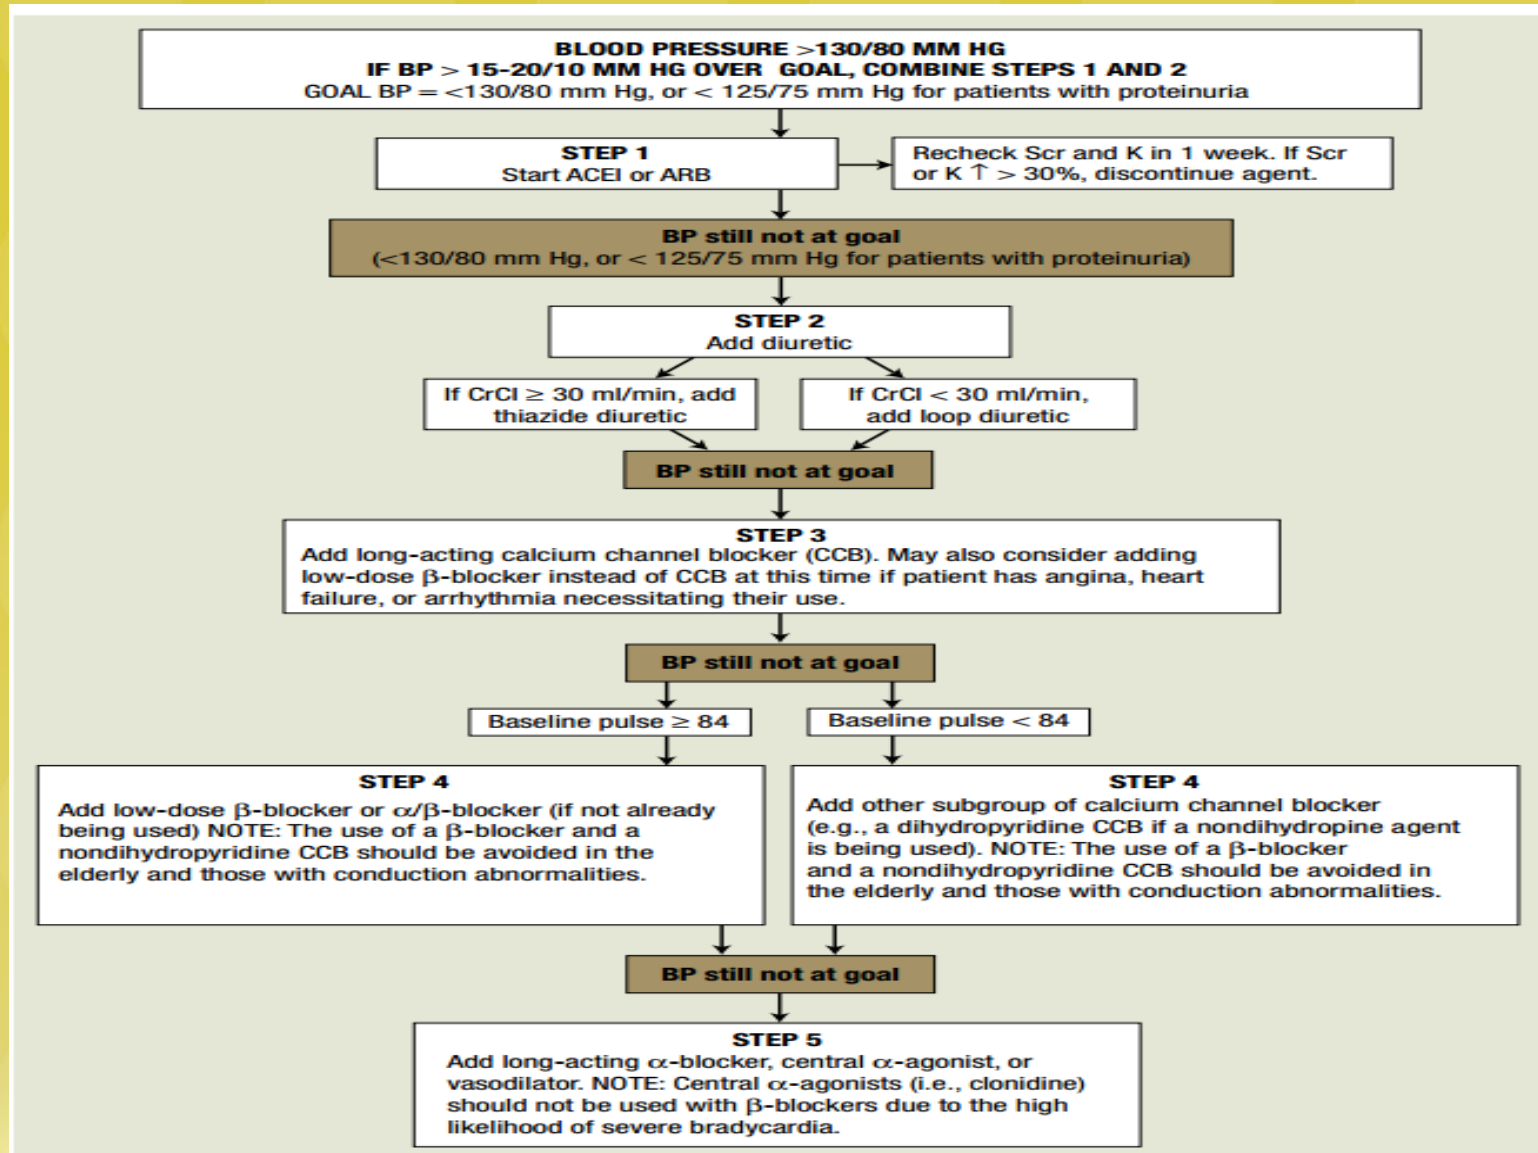 BLOOD PRESSURE >130/80 MM HG
IF BP > 15-20/10 MM HG OVER GOAL, COMBINE STEPS 1 AND 2
GOAL BP = <130/80 mm Hg, or < 125/75 mm Hg for patients with proteinuria
STEP 1
Start ACEI or ARB
Recheck Scr and K in 1 week. If Scr
or K ↑ > 30%, discontinue agent.
BP still not at goal
(<130/80 mm Hg, or < 125/75 mm Hg for patients with proteinuria)
STEP 2
Add diuretic
If CrCl ≥ 30 ml/min, add
thiazide diuretic
If CrCl < 30 ml/min,
add loop diuretic
BP still not at goal
STEP 3
Add long-acting calcium channel blocker (CCB). May also consider adding
low-dose β-blocker instead of CCB at this time if patient has angina, heart
failure, or arrhythmia necessitating their use.
BP still not at goal
Baseline pulse ≥ 84
Baseline pulse < 84
STEP 4
Add low-dose β-blocker or α/β-blocker (if not already
being used) NOTE: The use of a β-blocker and a
nondihydropyridine CCB should be avoided in the
elderly and those with conduction abnormalities.
STEP 4
Add other subgroup of calcium channel blocker
(e.g., a dihydropyridine CCB if a nondihydropine agent
is being used). NOTE: The use of a β-blocker
and a nondihydropyridine CCB should be avoided in
the elderly and those with conduction abnormalities.
BP still not at goal
STEP 5
Add long-acting α-blocker, central α-agonist, or
vasodilator. NOTE: Central α-agonists (i.e., clonidine)
should not be used with β-blockers due to the high
likelihood of severe bradycardia.